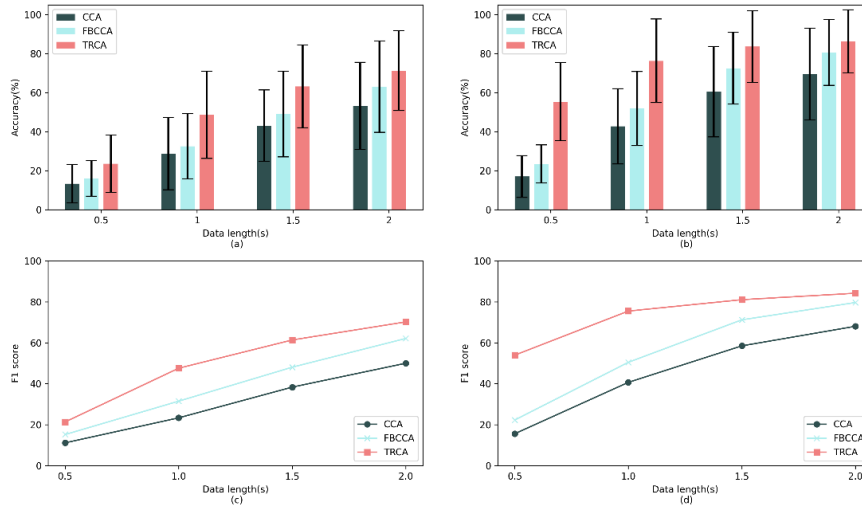 100
80
60
40
20
0
Accuracy(%)
CCA
FBCCA
TRCA
0.5 1 1.5 2
Data length(s)
(a)
100
80
60
40
20
0
Accuracy(%)
CCA
FBCCA
TRCA
0.5 1 1.5 2
Data length(s)
(b)
100
80
60
40
20
0
F1 score
CCA
FBCCA
TRCA
0.5 1.0 1.5 2.0
Data length(s)
(c)
100
80
60
40
20
0
F1 score
CCA
FBCCA
TRCA
0.5 1.0 1.5 2.0
Data length(s)
(d)